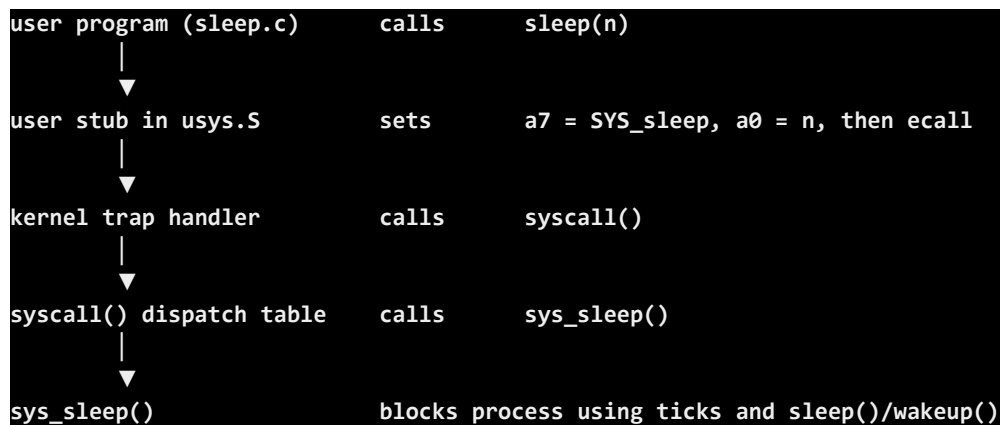 user program (sleep.c) calls sleep(n)
user stub in usys.S sets a7 = SYS_sleep, a0 = n, then ecall
kernel trap handler calls syscall()
syscall() dispatch table calls sys_sleep()
sys_sleep() blocks process using ticks and sleep()/wakeup()